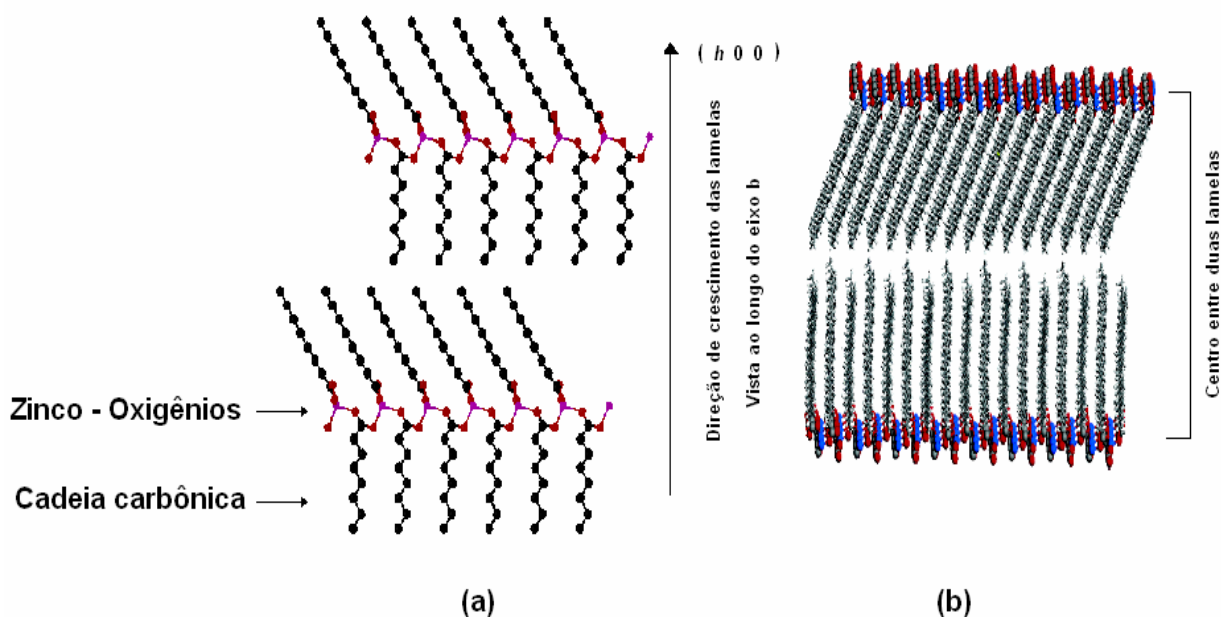 Zinco - Oxigênios
Cadeia carbônica
(a)
( h 0 0 )
Direção de crescimento das lamelas
Vista ao longo do eixo b
Centro entre duas lamelas
(b)